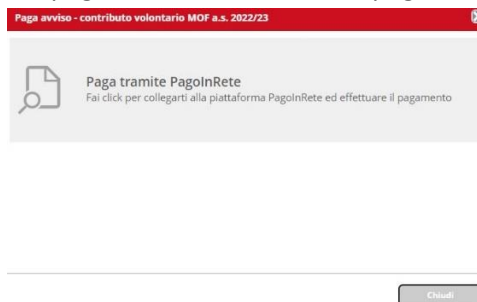 Paga avviso - contributo volontario MOF a.s. 2022/23
Paga tramite PagoInRete
Fai click per collegarti alla piattaforma PagoInRete ed effettuare il pagamento
Chiudi